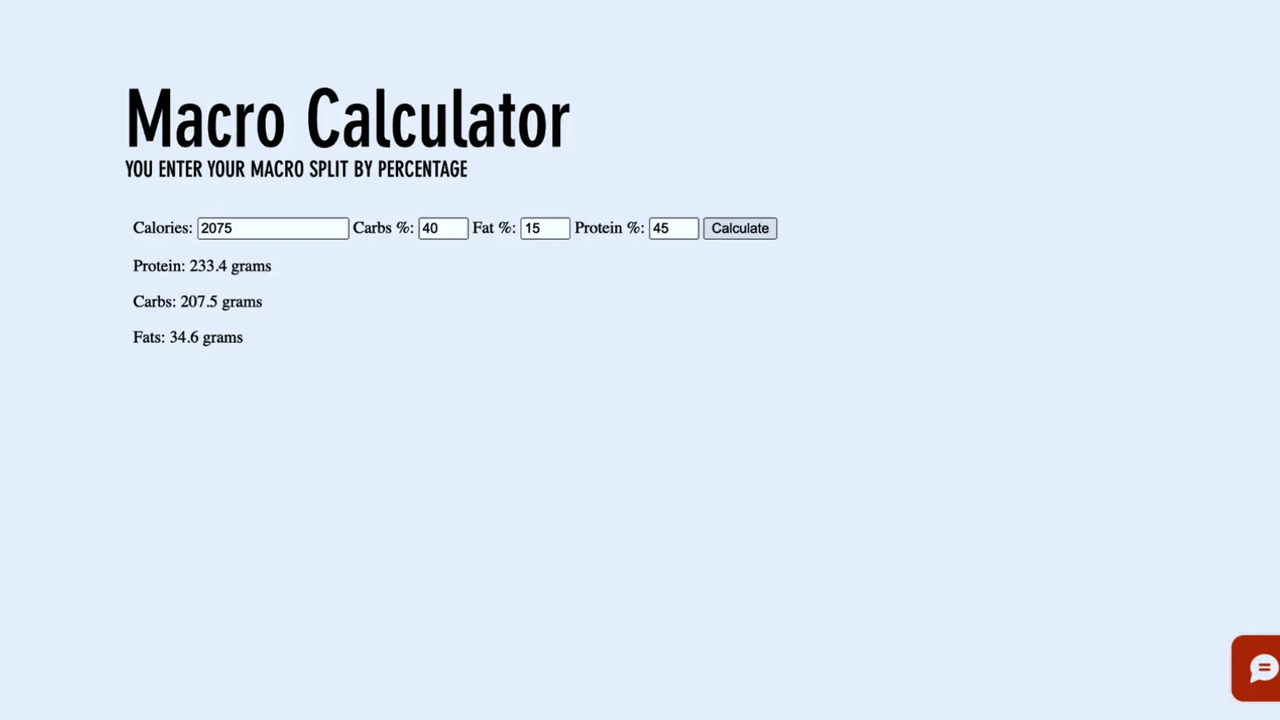 Macro Calculator
YOU ENTER YOUR MACRO SPLIT BY PERCENTAGE
Calories: 2075 Carbs %: 40 Fat %: 15 Protein %: 45 Calculate
Protein: 233.4 grams
Carbs: 207.5 grams
Fats: 34.6 grams